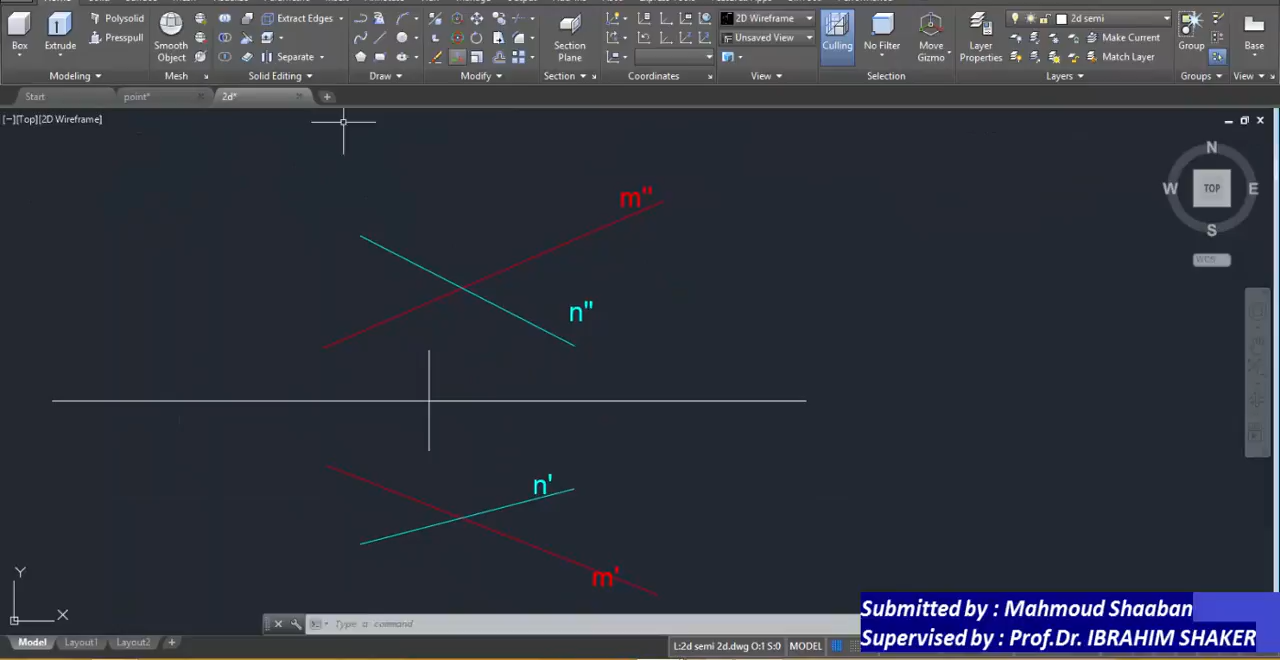 Polysolid
Extract Edges
2D Wireframe
2d semi
Presspull
Unsaved View
Make Current
Box
Extrude
Smooth Object
Separate
Section Plane
Culling
No Filter
Move Gizmo
Layer Properties
Match Layer
Group
Base
Modeling
Mesh
Solid Editing
Draw
Modify
Section
Coordinates
View
Selection
Layers
Groups
View
Start
point*
2d*
[−][Top][2D Wireframe]
N
W
TOP
E
S
WCS
m"
n"
n'
m'
Y
X
Type a command
Submitted by : Mahmoud Shaaban
Supervised by : Prof.Dr. IBRAHIM SHAKER
Model
Layout1
Layout2
L:2d semi 2d.dwg O:1 S:0
MODEL